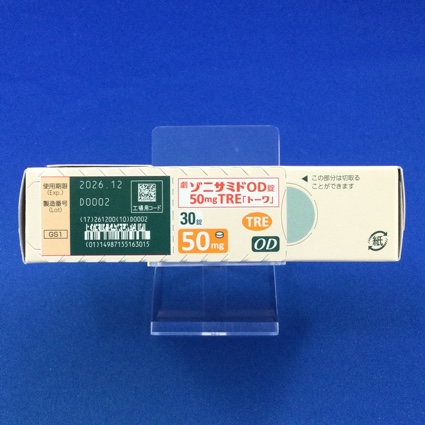 使用期限
(Exp.)
2026.12
製造番号
(Lot)
D0002
工場用コード
(17)261200(10)D0002
GS1
(01)14987155163015
劇 ゾニサミドOD錠
50mgTRE「トーワ」
30錠
TRE
50mg
OD
この部分は切取る
ことができます
紙